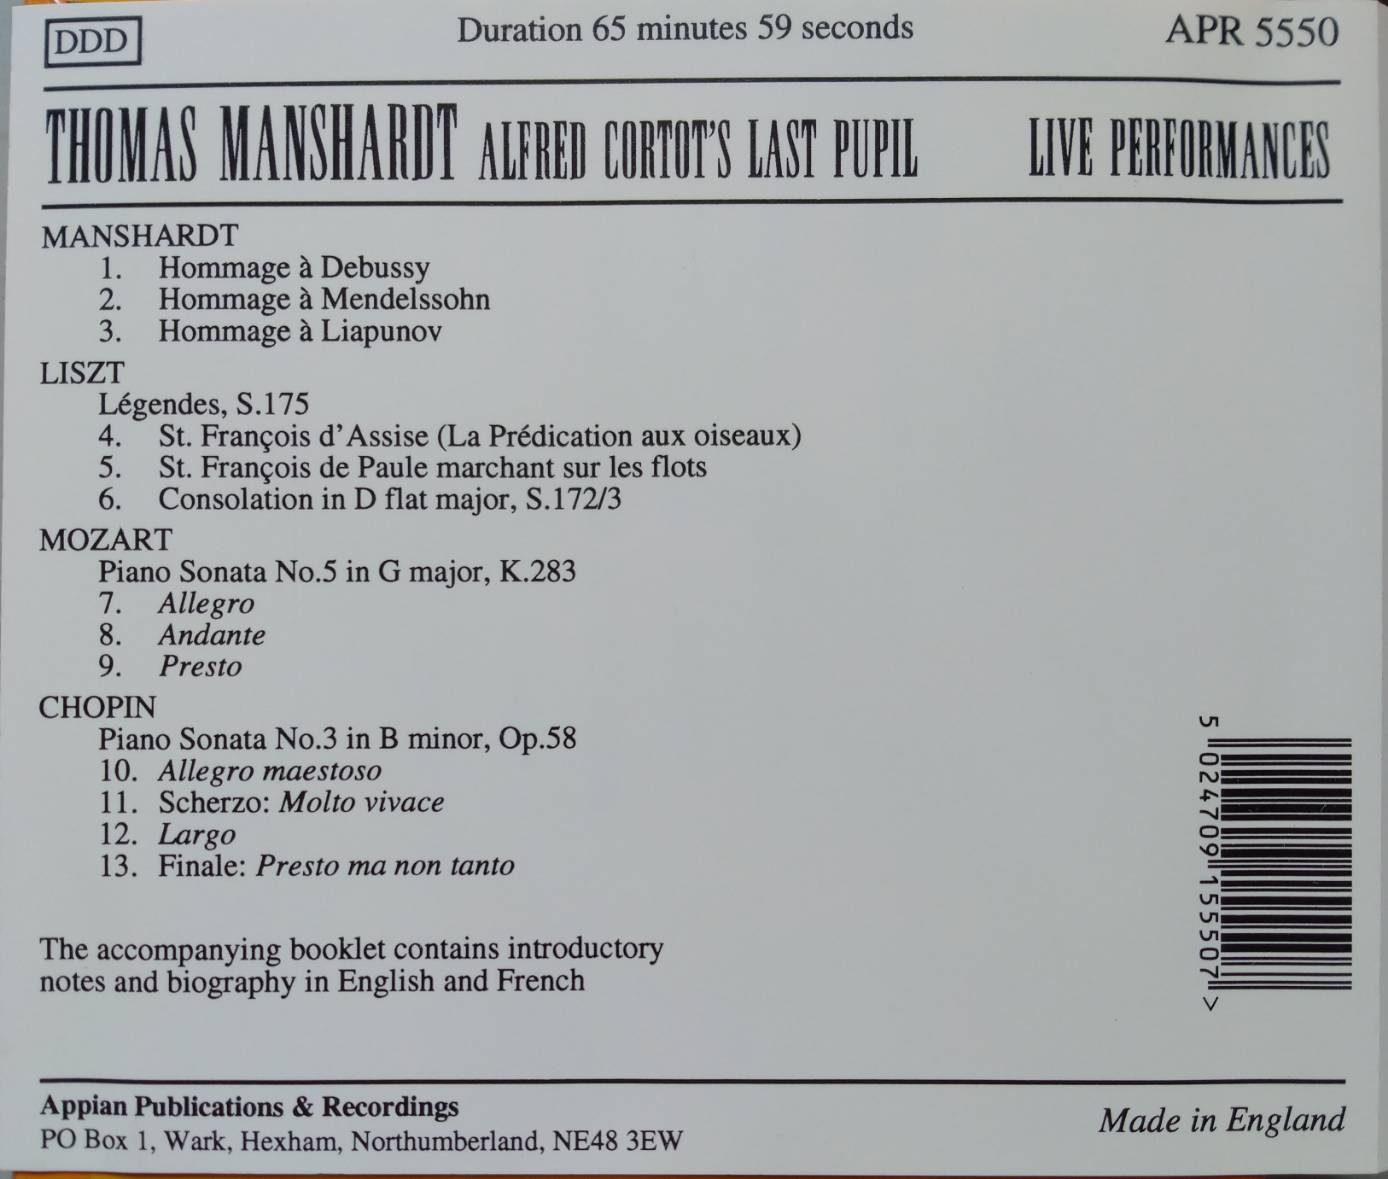 DDD
Duration 65 minutes 59 seconds
APR 5550
THOMAS MANSHARDT ALFRED CORTOT'S LAST PUPIL
LIVE PERFORMANCES
MANSHARDT
1. Hommage à Debussy
2. Hommage à Mendelssohn
3. Hommage à Liapunov
LISZT
Légendes, S.175
4. St. François d'Assise (La Prédication aux oiseaux)
5. St. François de Paule marchant sur les flots
6. Consolation in D flat major, S.172/3
MOZART
Piano Sonata No.5 in G major, K.283
7. Allegro
8. Andante
9. Presto
CHOPIN
Piano Sonata No.3 in B minor, Op.58
10. Allegro maestoso
11. Scherzo: Molto vivace
12. Largo
13. Finale: Presto ma non tanto
The accompanying booklet contains introductory
notes and biography in English and French
5 024709 155507 >
Appian Publications & Recordings
PO Box 1, Wark, Hexham, Northumberland, NE48 3EW
Made in England